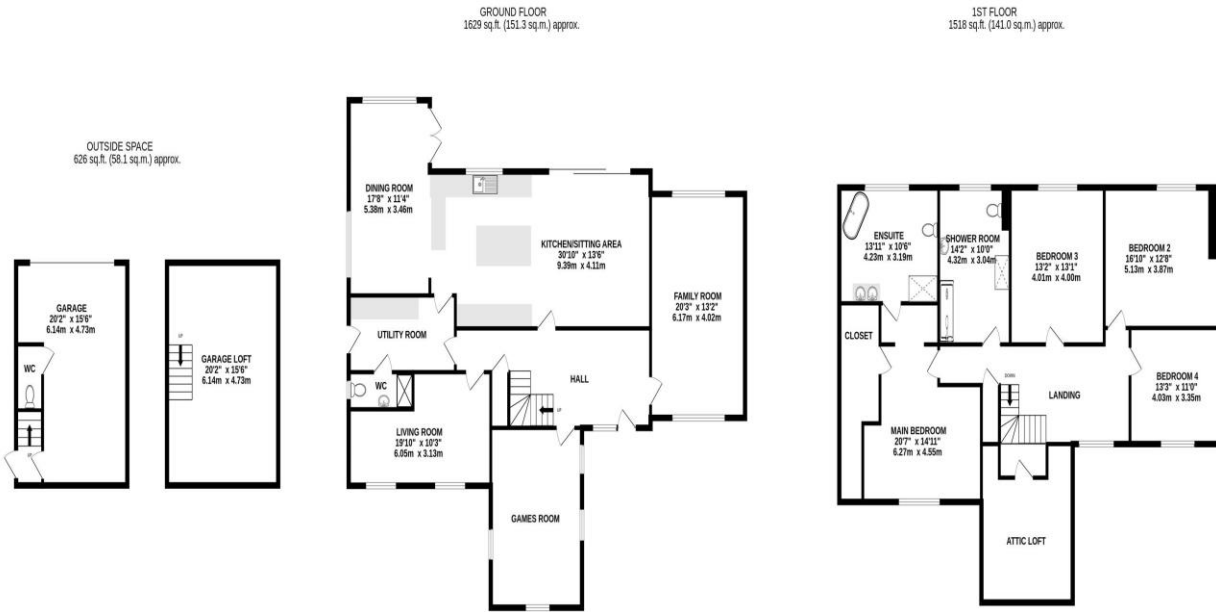 GROUND FLOOR
1629 sq.ft. (151.3 sq.m.) approx.
1ST FLOOR
1518 sq.ft. (141.0 sq.m.) approx.
OUTSIDE SPACE
626 sq.ft. (58.1 sq.m.) approx.
GARAGE
20'2" x 15'6"
6.14m x 4.73m
WC
UP
UP
GARAGE LOFT
20'2" x 15'6"
6.14m x 4.73m
DINING ROOM
17'8" x 11'4"
5.38m x 3.46m
KITCHEN/SITTING AREA
30'10" x 13'6"
9.39m x 4.11m
FAMILY ROOM
20'3" x 13'2"
6.17m x 4.02m
UTILITY ROOM
WC
HALL
UP
LIVING ROOM
19'10" x 10'3"
6.05m x 3.13m
GAMES ROOM
ENSUITE
13'11" x 10'6"
4.23m x 3.19m
SHOWER ROOM
14'2" x 10'0"
4.32m x 3.04m
BEDROOM 3
13'2" x 13'1"
4.01m x 4.00m
BEDROOM 2
16'10" x 12'8"
5.13m x 3.87m
CLOSET
DOWN
LANDING
BEDROOM 4
13'3" x 11'0"
4.03m x 3.35m
MAIN BEDROOM
20'7" x 14'11"
6.27m x 4.55m
ATTIC LOFT